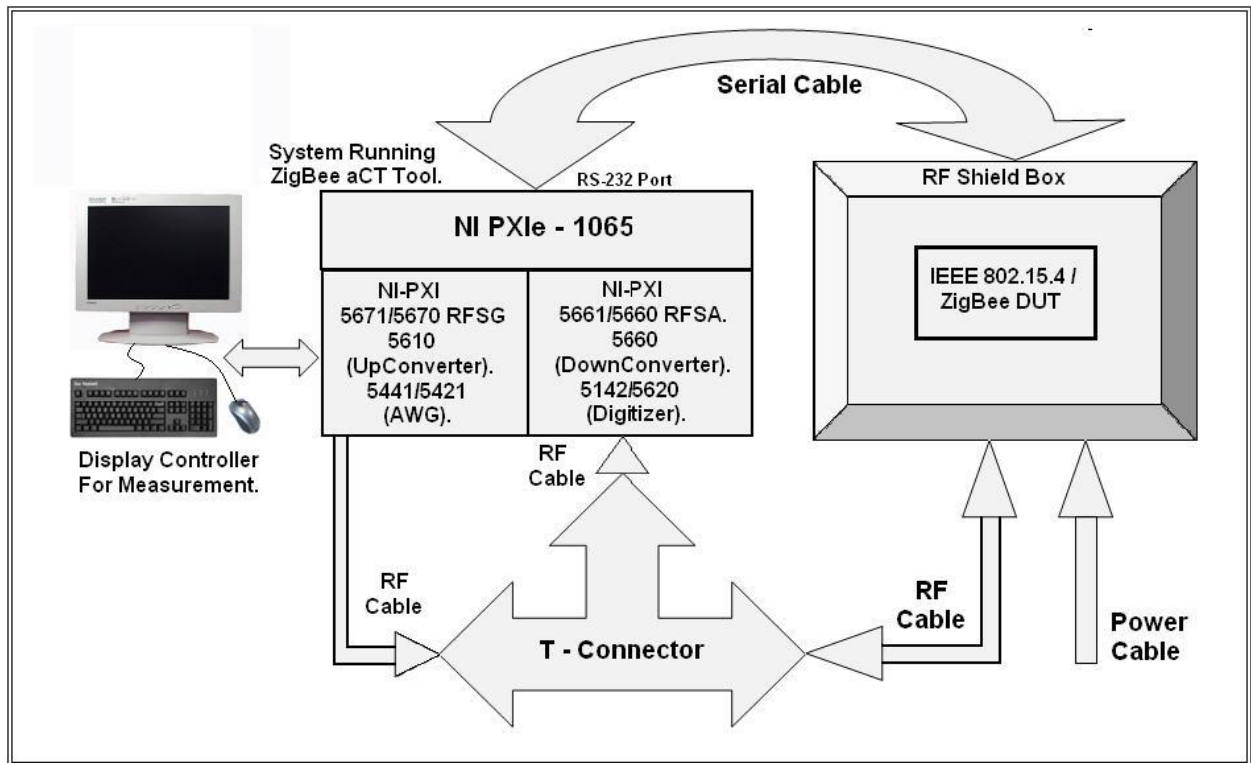 Serial Cable
System Running
ZigBee aCT Tool.
RS-232 Port
RF Shield Box
NI PXIe - 1065
IEEE 802.15.4 /
ZigBee DUT
NI-PXI
5671/5670 RFSG
5610
(UpConverter).
5441/5421
(AWG).
NI-PXI
5661/5660 RFSA.
5660
(DownConverter).
5142/5620
(Digitizer).
Display Controller
For Measurement.
RF
Cable
RF
Cable
T - Connector
RF
Cable
Power
Cable